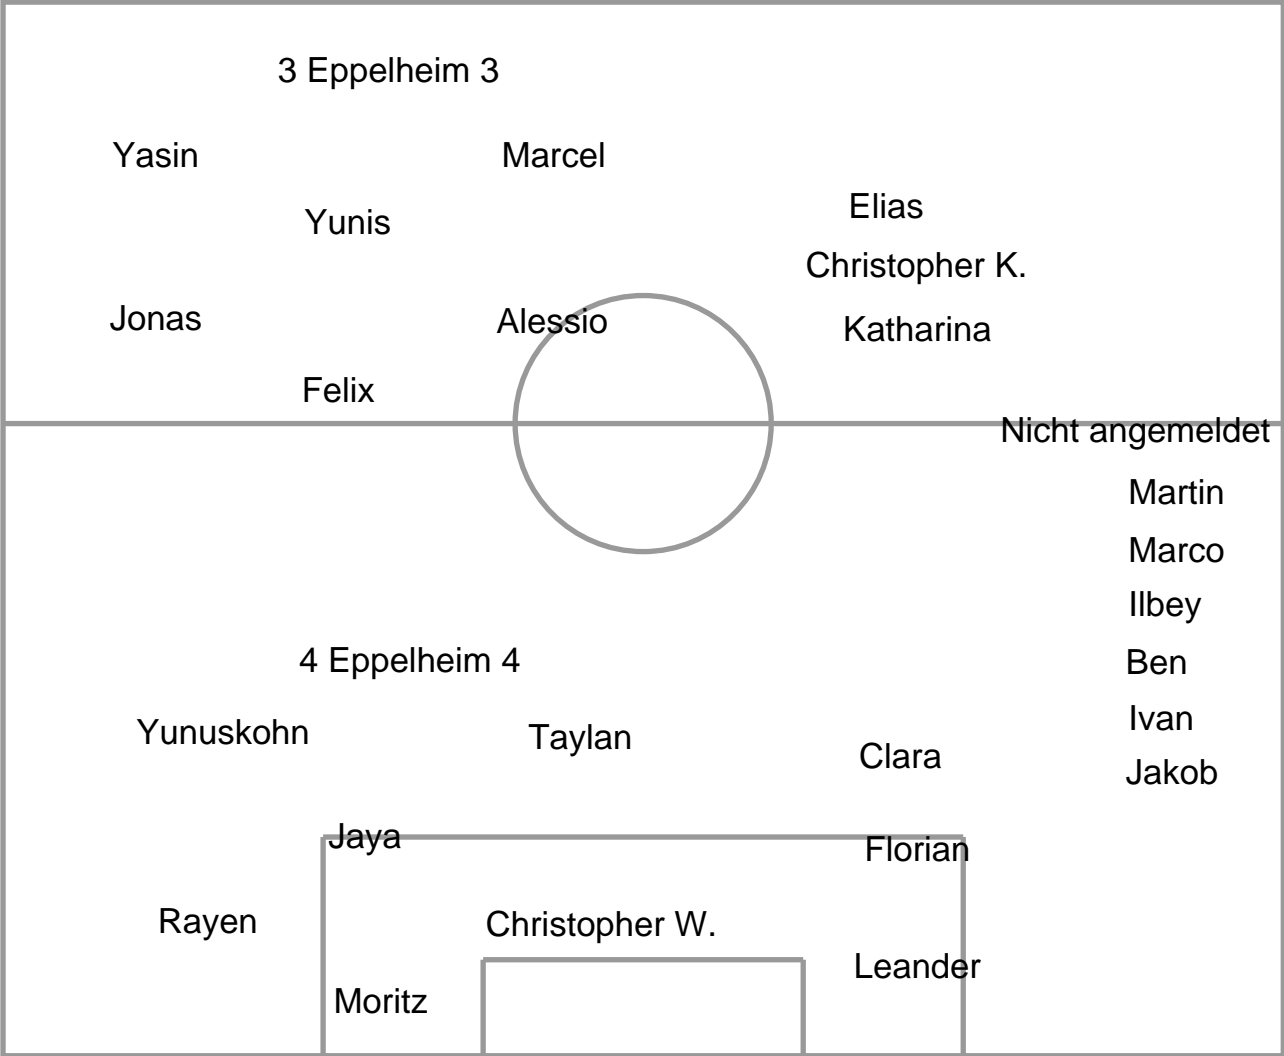 3 Eppelheim 3
Yasin
Marcel
Elias
Yunis
Christopher K.
Jonas
Alessio
Katharina
Felix
Nicht angemeldet
Martin
Marco
Ilbey
4 Eppelheim 4
Ben
Ivan
Yunuskohn
Taylan
Clara
Jakob
Jaya
Florian
Rayen
Christopher W.
Leander
Moritz